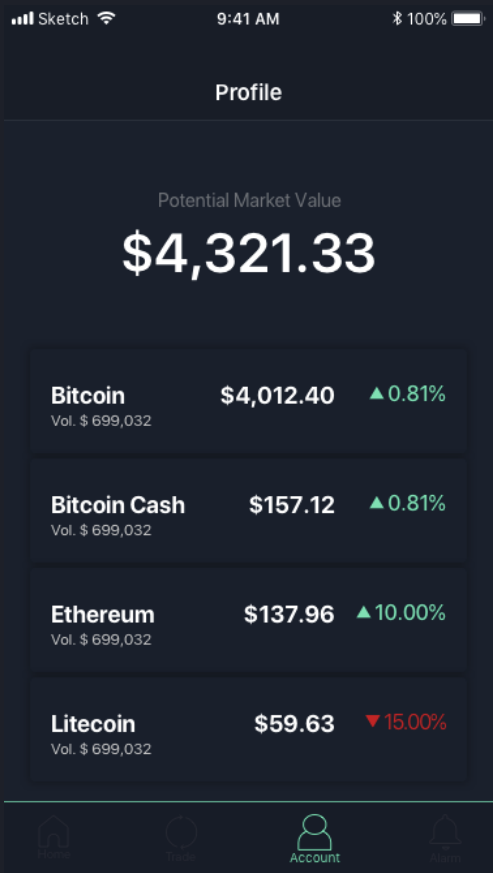 Sketch 9:41 AM 100%
Profile
Potential Market Value
$4,321.33
Bitcoin $4,012.40 ▲0.81%
Vol. $ 699,032
Bitcoin Cash $157.12 ▲0.81%
Vol. $ 699,032
Ethereum $137.96 ▲10.00%
Vol. $ 699,032
Litecoin $59.63 ▼15.00%
Vol. $ 699,032
Home Trade Account Alarm